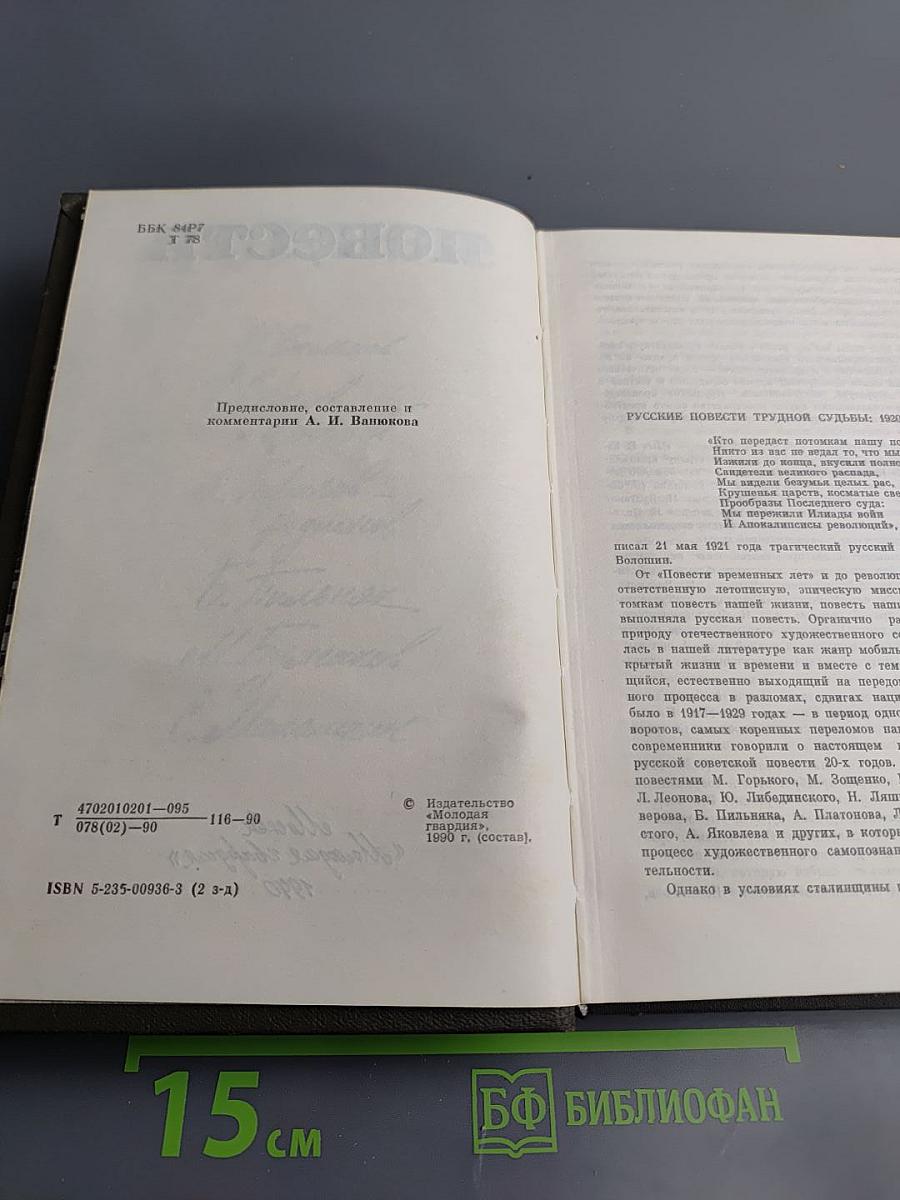 ББК 84Р7
Т 78
Предисловие, составление и
комментарии А. И. Ванюкова
Т 4702010201—095
078(02)—90
116—90
© Издательство
«Молодая
гвардия»,
1990 г. (состав).
ISBN 5-235-00936-3 (2 з-д)
РУССКИЕ ПОВЕСТИ ТРУДНОЙ СУДЬБЫ: 1920
«Кто передаст потомкам нашу по
Никто из вас не ведал то, что мы
Изжили до конца, вкусили полно
Свидетели великого распада,
Мы видели безумья целых рас,
Крушенья царств, косматые све
Прообразы Последнего суда:
Мы пережили Илиады войн
И Апокалипсисы революций»,
писал 21 мая 1921 года трагический русский
Волошин.
От «Повести временных лет» и до революц
ответственную летописную, эпическую мисси
томкам повесть нашей жизни, повесть наши
выполняла русская повесть. Органично ра
природу отечественного художественного со
лась в нашей литературе как жанр мобиль
крытый жизни и времени и вместе с тем
щийся, естественно выходящий на передо
ного процесса в разломах, сдвигах наци
было в 1917—1929 годах — в период одно
воротов, самых коренных переломов нац
современники говорили о настоящем
русской советской повести 20-х годов.
повестями М. Горького, М. Зощенко,
Л. Леонова, Ю. Либединского, Н. Ляш
верова, Б. Пильняка, А. Платонова, Л
стого, А. Яковлева и других, в которы
процесс художественного самопознан
тельности.
Однако в условиях сталинщины
15 см
БФ БИБЛИОФАН